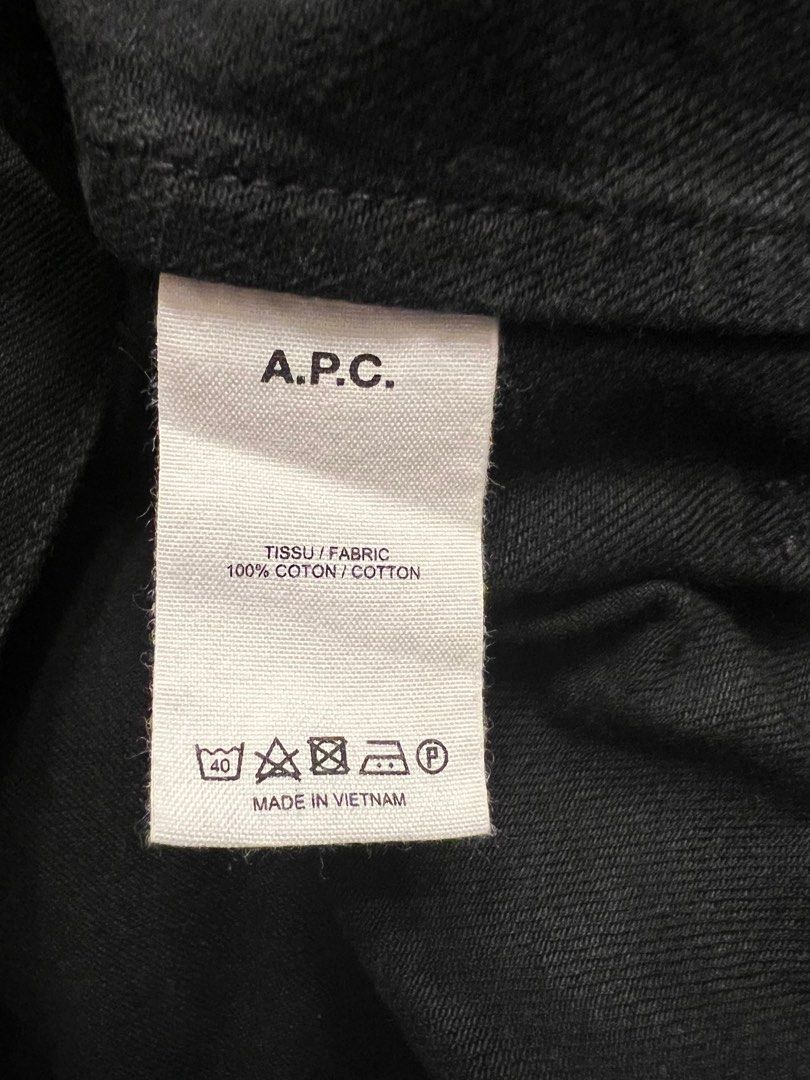 A.P.C.
TISSU / FABRIC
100% COTON / COTTON
40 P
MADE IN VIETNAM